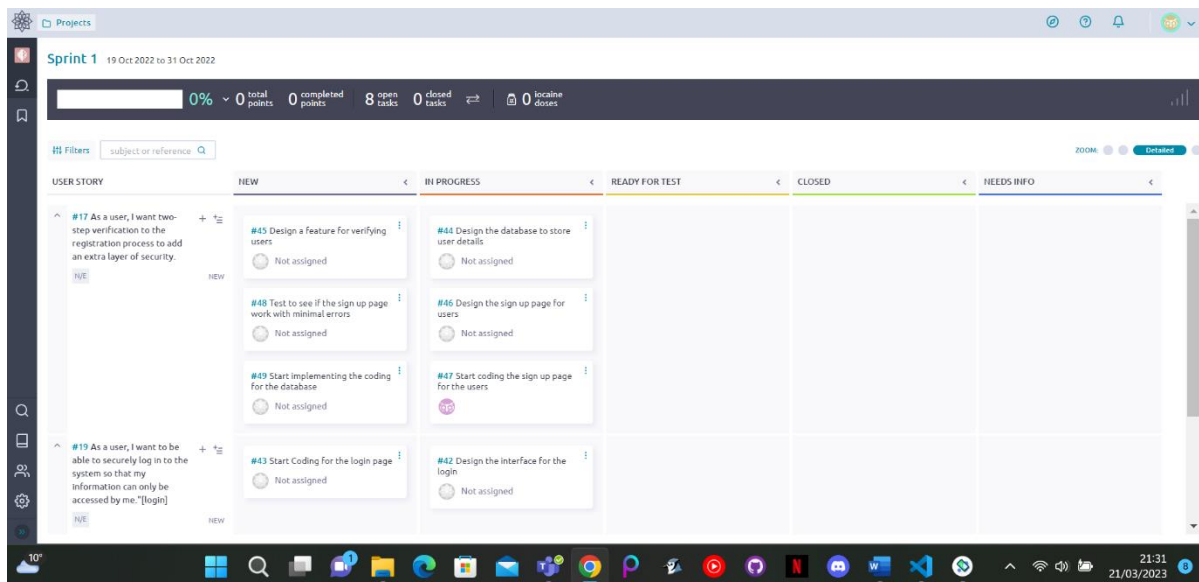 Projects
Sprint 1 19 Oct 2022 to 31 Oct 2022
0% 0 total points 0 completed points 8 open tasks 0 closed tasks 0 iocaine doses
Filters subject or reference ZOOM: Detailed
USER STORY NEW IN PROGRESS READY FOR TEST CLOSED NEEDS INFO
#17 As a user, I want two-
step verification to the
registration process to add
an extra layer of security.
N/E NEW
#45 Design a feature for verifying
users
Not assigned
#44 Design the database to store
user details
Not assigned
#48 Test to see if the sign up page
work with minimal errors
Not assigned
#46 Design the sign up page for
users
Not assigned
#49 Start implementing the coding
for the database
Not assigned
#47 Start coding the sign up page
for the users
#19 As a user, I want to be
able to securely log in to the
system so that my
information can only be
accessed by me."[login]
N/E NEW
#43 Start Coding for the login page
Not assigned
#42 Design the interface for the
login
Not assigned
10°
1
N
W
21:31
21/03/2023
8